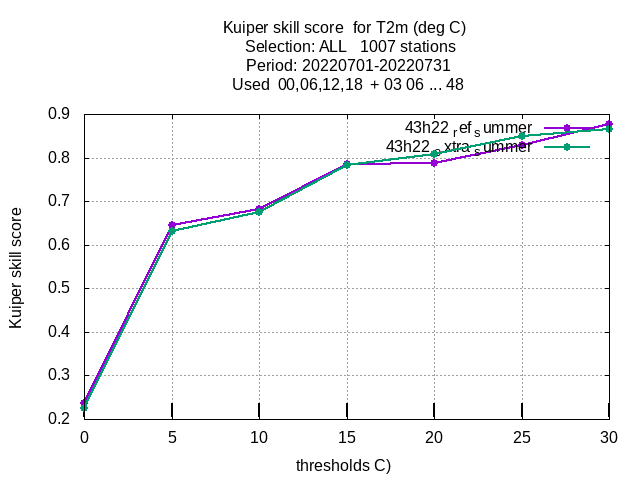 Kuiper skill score  for T2m (deg C)
Selection: ALL   1007 stations
Period: 20220701-20220731
Used  00,06,12,18  + 03 06 ... 48
0.9
0.8
0.7
0.6
0.5
0.4
0.3
0.2
Kuiper skill score
43h22 ref summer
43h22 extra summer
0 5 10 15 20 25 30
thresholds C)